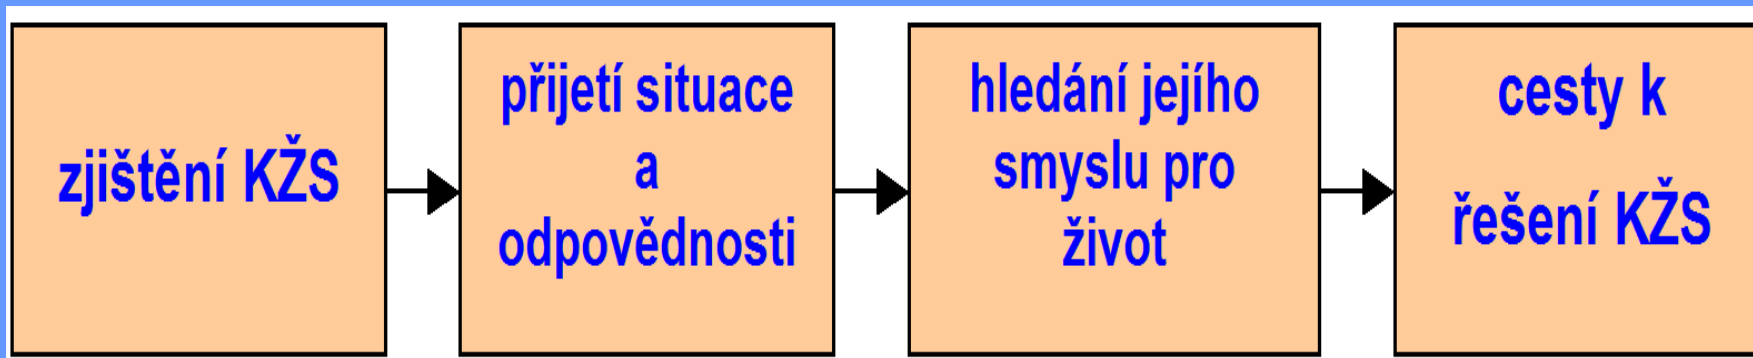 zjištění KŽS
přijetí situace
a
odpovědnosti
hledání jejího
smyslu pro
život
cesty k
řešení KŽS